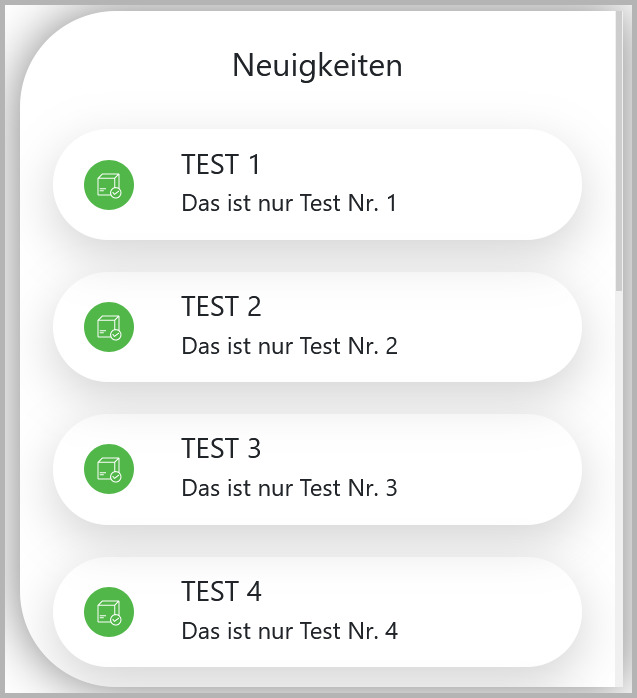 Neuigkeiten
TEST 1
Das ist nur Test Nr. 1
TEST 2
Das ist nur Test Nr. 2
TEST 3
Das ist nur Test Nr. 3
TEST 4
Das ist nur Test Nr. 4